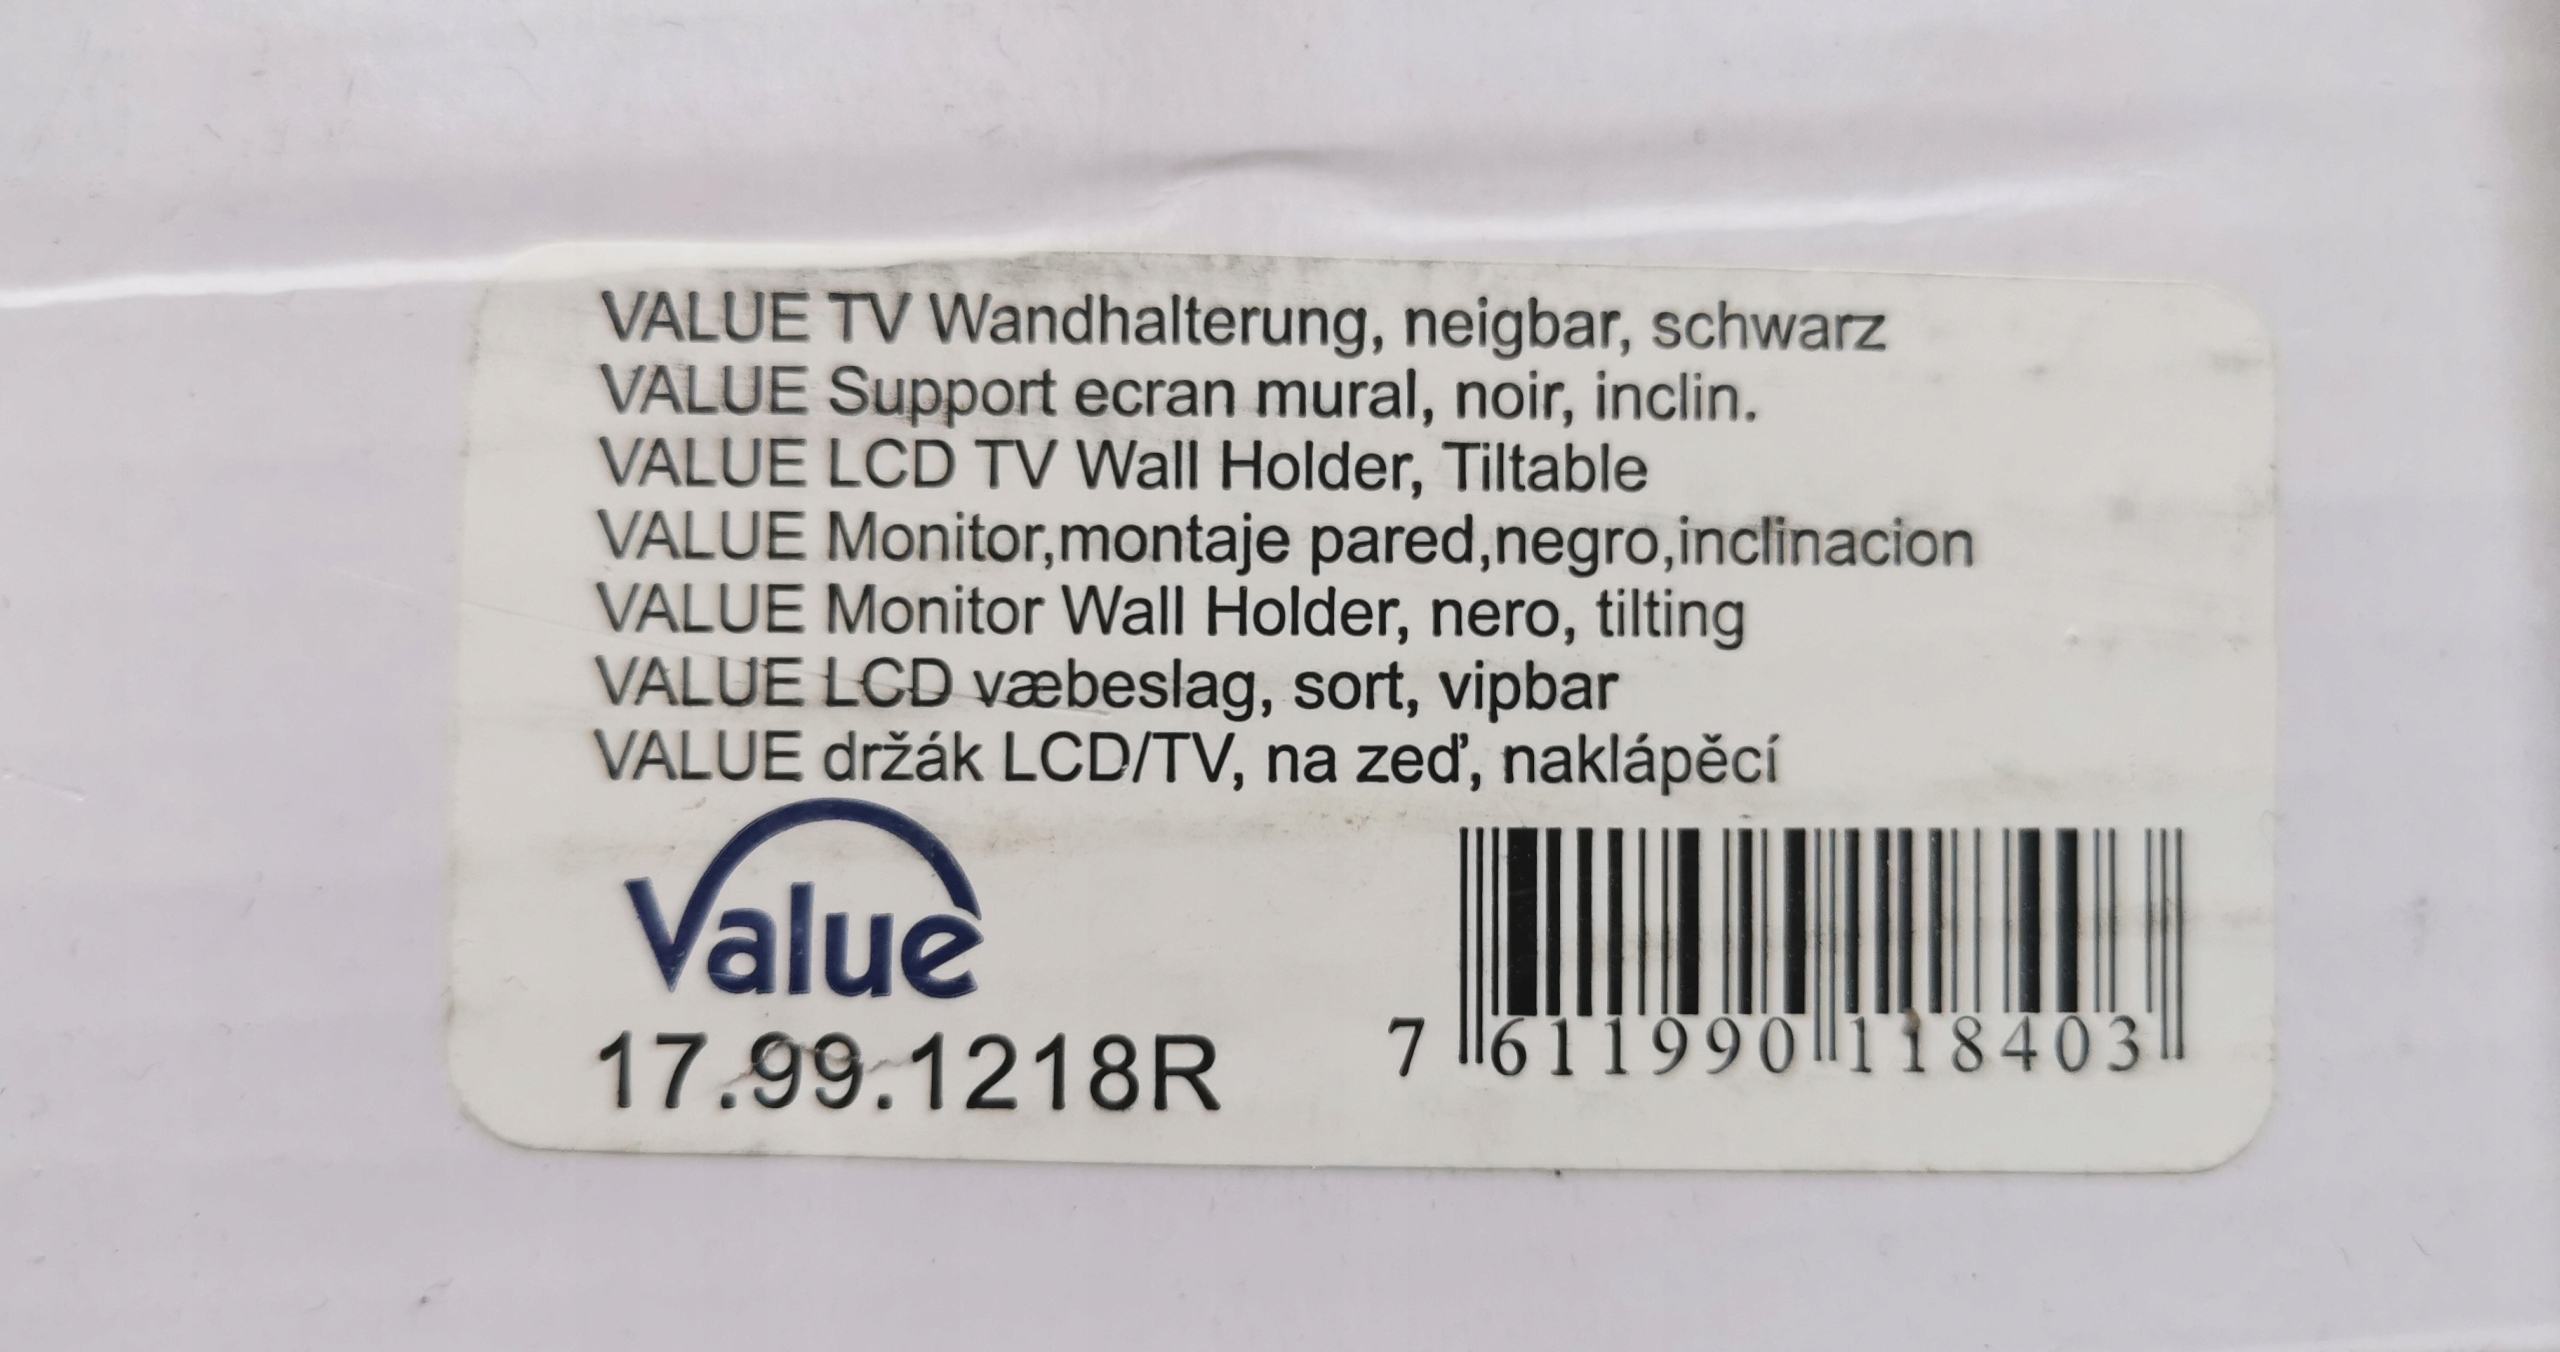 VALUE TV Wandhalterung, neigbar, schwarz
VALUE Support ecran mural, noir, inclin.
VALUE LCD TV Wall Holder, Tiltable
VALUE Monitor,montaje pared,negro,inclinacion
VALUE Monitor Wall Holder, nero, tilting
VALUE LCD væbeslag, sort, vipbar
VALUE držák LCD/TV, na zeď, naklápěcí
Value
17.99.1218R
7 611990 118403